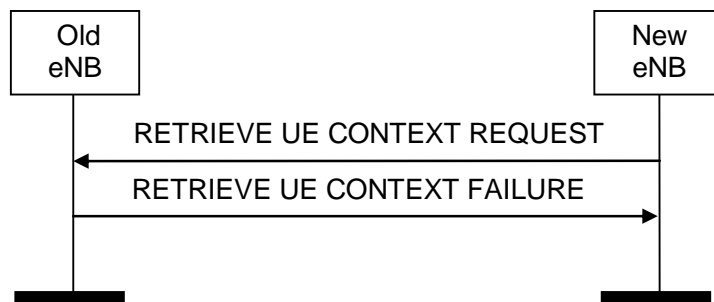 Old
eNB
New
eNB
RETRIEVE UE CONTEXT REQUEST
RETRIEVE UE CONTEXT FAILURE